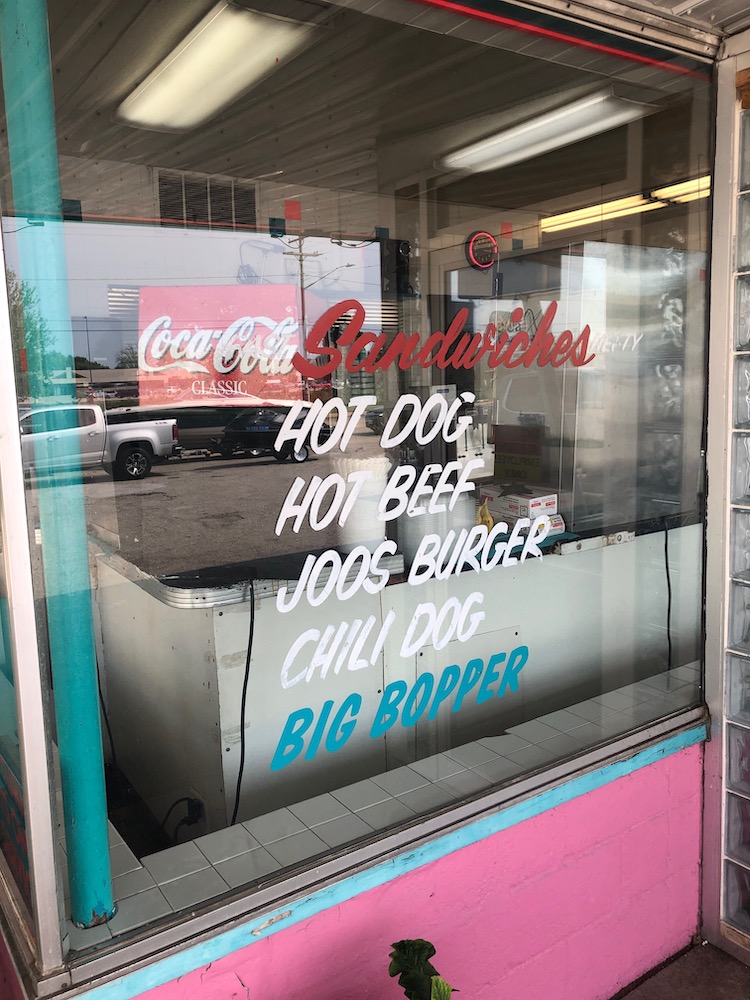 Coca-Cola
CLASSIC
Sandwiches
HOT DOG
HOT BEEF
JOOS BURGER
CHILI DOG
BIG BOPPER